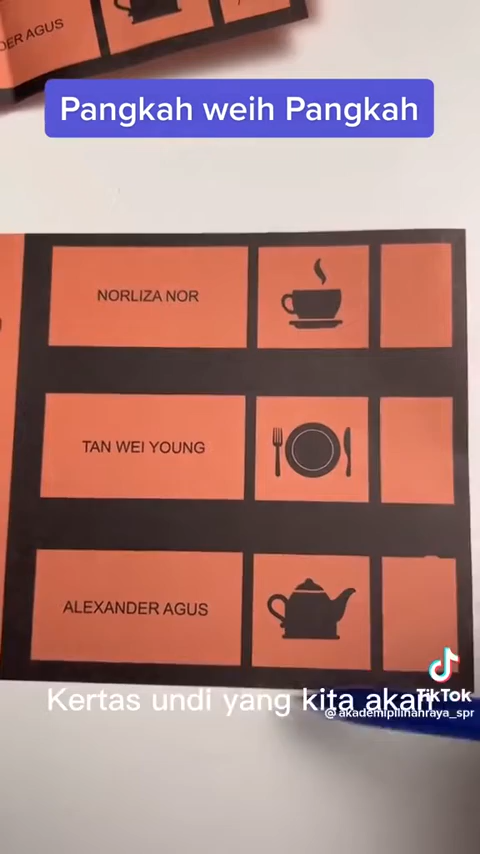 DER AGUS
Pangkah weih Pangkah
NORLIZA NOR
TAN WEI YOUNG
ALEXANDER AGUS
Kertas undi yang kita akan
TikTok
@akademipilihanraya_spr